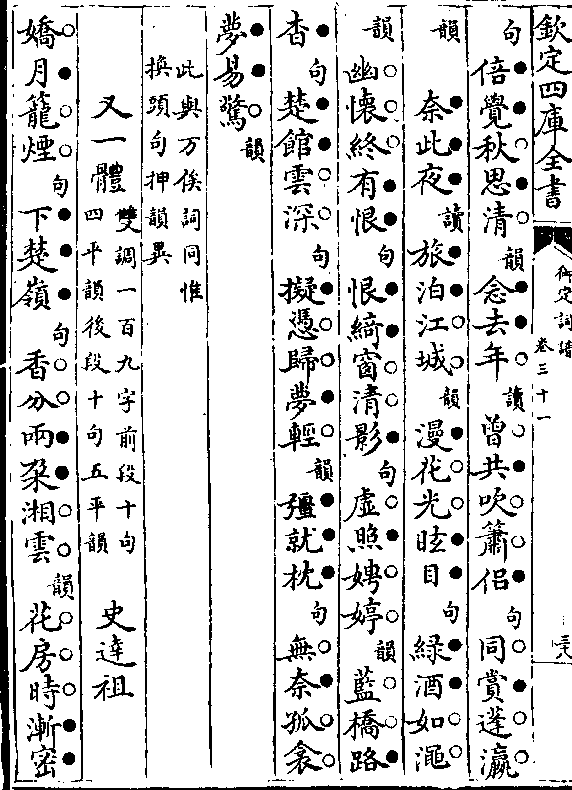 欽定四庫全書
御定詞譜
卷三十一
句倍覺秋思清韻念去年讀曾共吹簫侶句同賞蓬瀛
韻奈此夜讀旅泊江城韻漫花光眩目句綠酒如澠
韻幽懷終有恨句恨綺窗清影句虛照娉婷韻藍橋路
杳句楚館雲深句擬憑歸夢輕韻彊就枕句無奈孤衾
夢易驚韻
此與万俟詞同惟
換頭句押韻異
又一體雙調一百九字前段十句
四平韻後段十句五平韻
史達祖
嬌月籠煙句下楚嶺句香分兩朶湘雲韻花房時漸密